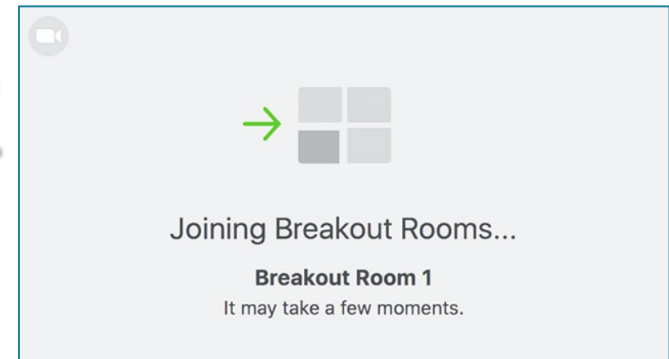 Joining Breakout Rooms...
Breakout Room 1
It may take a few moments.